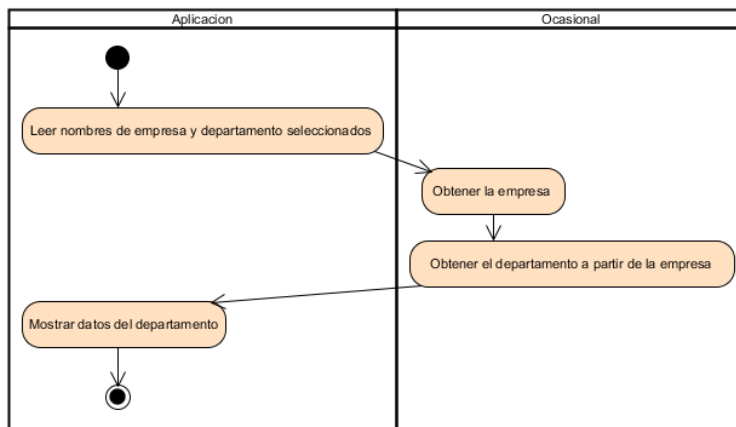 Aplicacion
Ocasional
Leer nombres de empresa y departamento seleccionados
Obtener la empresa
Obtener el departamento a partir de la empresa
Mostrar datos del departamento